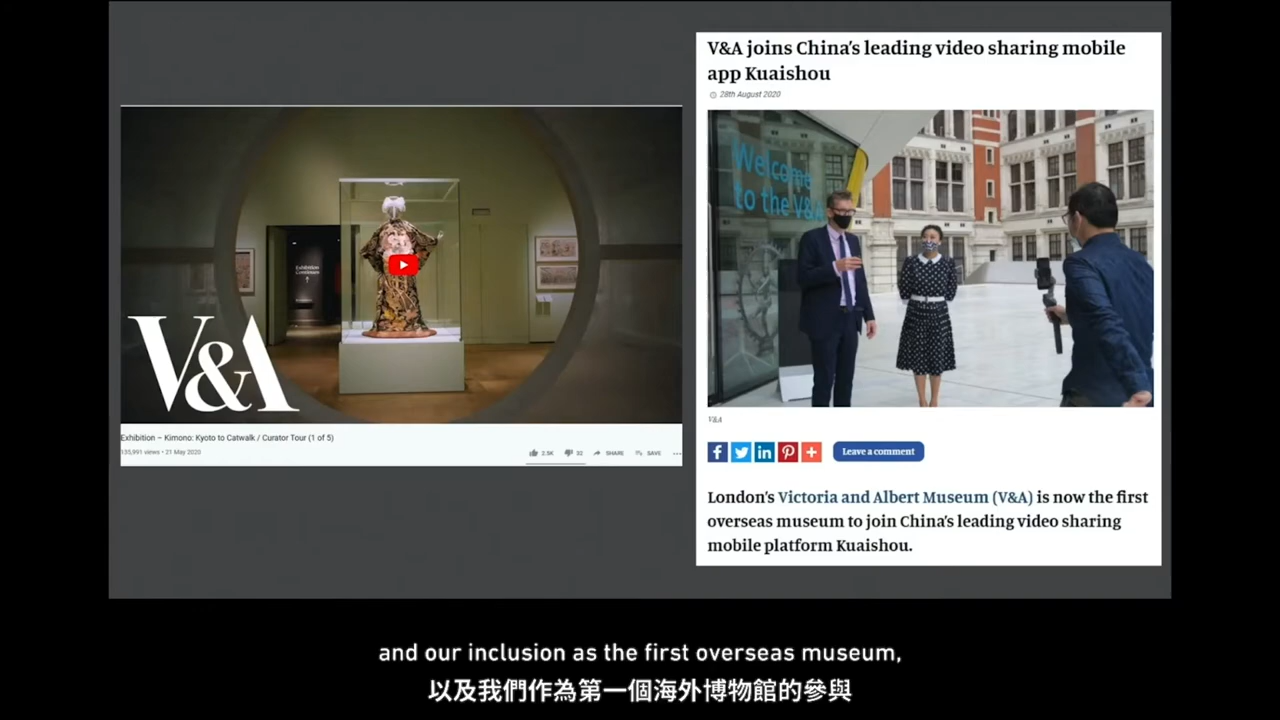 V&A
Exhibition
Continues
Exhibition – Kimono: Kyoto to Catwalk / Curator Tour (1 of 5)
135,991 views • 21 May 2020
2.5K
32
SHARE
SAVE
V&A joins China's leading video sharing mobile
app Kuaishou
28th August 2020
Welcome
to the V&A
V&A
Leave a comment
London's Victoria and Albert Museum (V&A) is now the first
overseas museum to join China's leading video sharing
mobile platform Kuaishou.
and our inclusion as the first overseas museum,
以及我們作為第一個海外博物館的參與